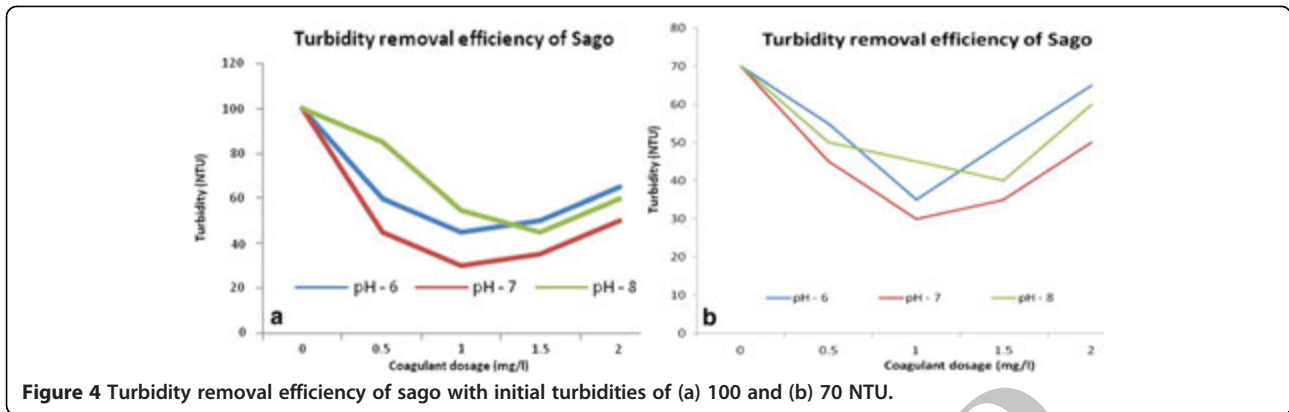 Turbidity removal efficiency of Sago
120
100
80
60
40
20
0
Turbidity (NTU)
pH - 6
pH - 7
pH - 8
a
0
0.5
1
1.5
2
Coagulant dosage (mg/l)
Turbidity removal efficiency of Sago
80
70
60
50
40
30
20
10
0
Turbidity (NTU)
pH - 6
pH - 7
pH - 8
b
0
0.5
1
1.5
2
Coagulant dosage (mg/l)
Figure 4 Turbidity removal efficiency of sago with initial turbidities of (a) 100 and (b) 70 NTU.